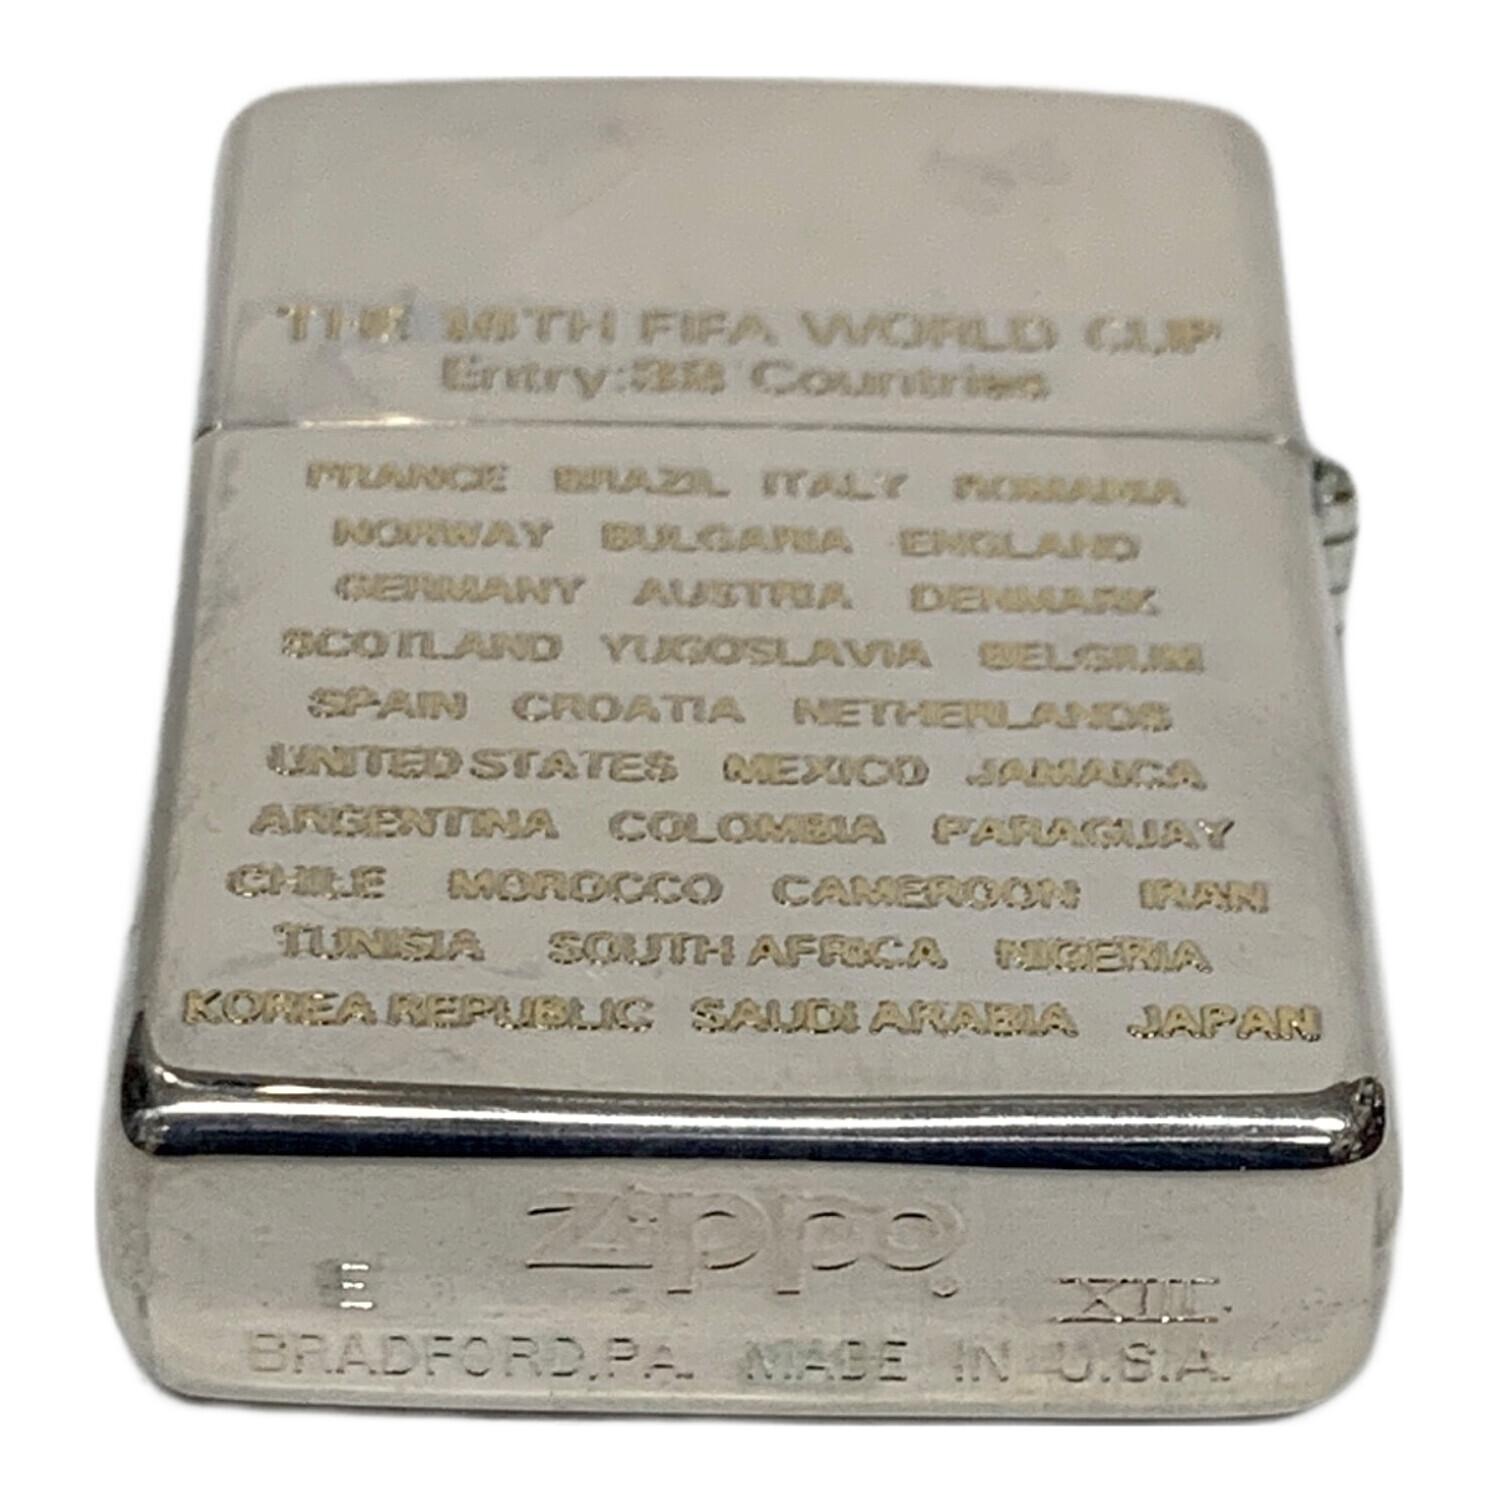 THE 16TH FIFA WORLD CUP
Entry:32 Countries
FRANCE BRAZIL ITALY ROMANIA
NORWAY BULGARIA ENGLAND
GERMANY AUSTRIA DENMARK
SCOTLAND YUGOSLAVIA BELGIUM
SPAIN CROATIA NETHERLANDS
UNITED STATES MEXICO JAMAICA
ARGENTINA COLOMBIA PARAGUAY
CHILE MOROCCO CAMEROON IRAN
TUNISIA SOUTH AFRICA NIGERIA
KOREA REPUBLIC SAUDI ARABIA JAPAN
Zippo
E XIII
BRADFORD,PA. MADE IN U.S.A.